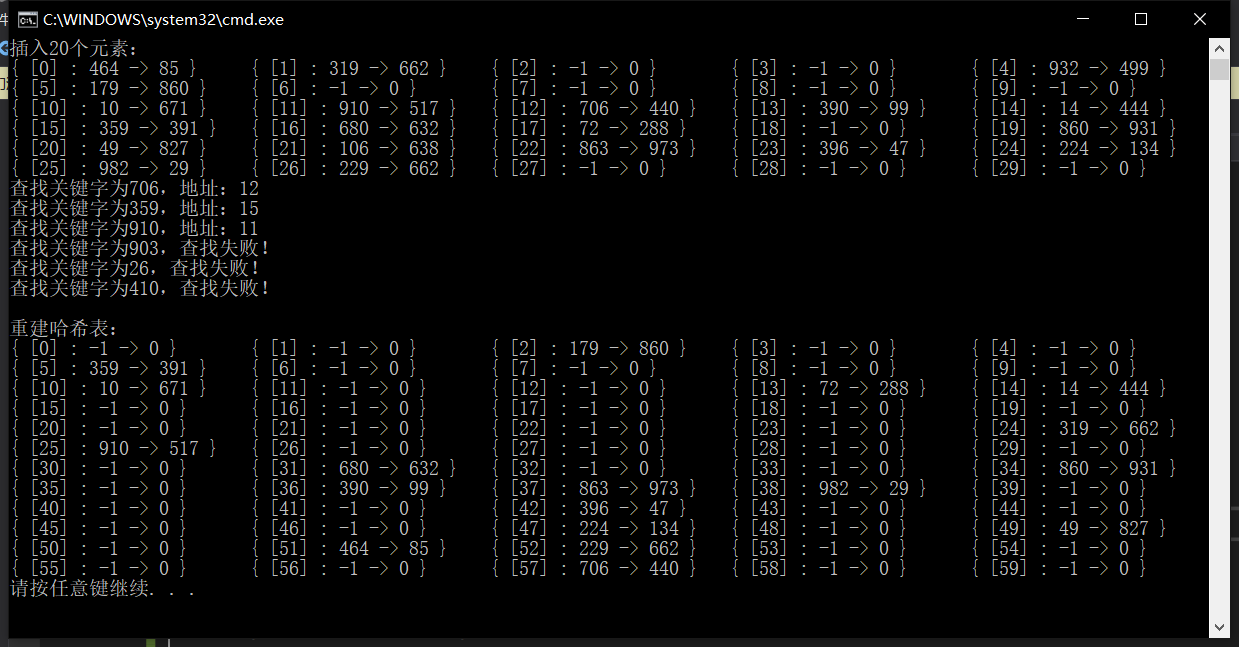 C:\WINDOWS\system32\cmd.exe
插入20个元素:
{ [0] : 464 -> 85 } { [1] : 319 -> 662 } { [2] : -1 -> 0 } { [3] : -1 -> 0 } { [4] : 932 -> 499 }
{ [5] : 179 -> 860 } { [6] : -1 -> 0 } { [7] : -1 -> 0 } { [8] : -1 -> 0 } { [9] : -1 -> 0 }
{ [10] : 10 -> 671 } { [11] : 910 -> 517 } { [12] : 706 -> 440 } { [13] : 390 -> 99 } { [14] : 14 -> 444 }
{ [15] : 359 -> 391 } { [16] : 680 -> 632 } { [17] : 72 -> 288 } { [18] : -1 -> 0 } { [19] : 860 -> 931 }
{ [20] : 49 -> 827 } { [21] : 106 -> 638 } { [22] : 863 -> 973 } { [23] : 396 -> 47 } { [24] : 224 -> 134 }
{ [25] : 982 -> 29 } { [26] : 229 -> 662 } { [27] : -1 -> 0 } { [28] : -1 -> 0 } { [29] : -1 -> 0 }
查找关键字为706，地址：12
查找关键字为359，地址：15
查找关键字为910，地址：11
查找关键字为903，查找失败!
查找关键字为26，查找失败!
查找关键字为410，查找失败!
重建哈希表:
{ [0] : -1 -> 0 } { [1] : -1 -> 0 } { [2] : 179 -> 860 } { [3] : -1 -> 0 } { [4] : -1 -> 0 }
{ [5] : 359 -> 391 } { [6] : -1 -> 0 } { [7] : -1 -> 0 } { [8] : -1 -> 0 } { [9] : -1 -> 0 }
{ [10] : 10 -> 671 } { [11] : -1 -> 0 } { [12] : -1 -> 0 } { [13] : 72 -> 288 } { [14] : 14 -> 444 }
{ [15] : -1 -> 0 } { [16] : -1 -> 0 } { [17] : -1 -> 0 } { [18] : -1 -> 0 } { [19] : -1 -> 0 }
{ [20] : -1 -> 0 } { [21] : -1 -> 0 } { [22] : -1 -> 0 } { [23] : -1 -> 0 } { [24] : 319 -> 662 }
{ [25] : 910 -> 517 } { [26] : -1 -> 0 } { [27] : -1 -> 0 } { [28] : -1 -> 0 } { [29] : -1 -> 0 }
{ [30] : -1 -> 0 } { [31] : 680 -> 632 } { [32] : -1 -> 0 } { [33] : -1 -> 0 } { [34] : 860 -> 931 }
{ [35] : -1 -> 0 } { [36] : 390 -> 99 } { [37] : 863 -> 973 } { [38] : 982 -> 29 } { [39] : -1 -> 0 }
{ [40] : -1 -> 0 } { [41] : -1 -> 0 } { [42] : 396 -> 47 } { [43] : -1 -> 0 } { [44] : -1 -> 0 }
{ [45] : -1 -> 0 } { [46] : -1 -> 0 } { [47] : 224 -> 134 } { [48] : -1 -> 0 } { [49] : 49 -> 827 }
{ [50] : -1 -> 0 } { [51] : 464 -> 85 } { [52] : 229 -> 662 } { [53] : -1 -> 0 } { [54] : -1 -> 0 }
{ [55] : -1 -> 0 } { [56] : -1 -> 0 } { [57] : 706 -> 440 } { [58] : -1 -> 0 } { [59] : -1 -> 0 }
请按任意键继续. . .